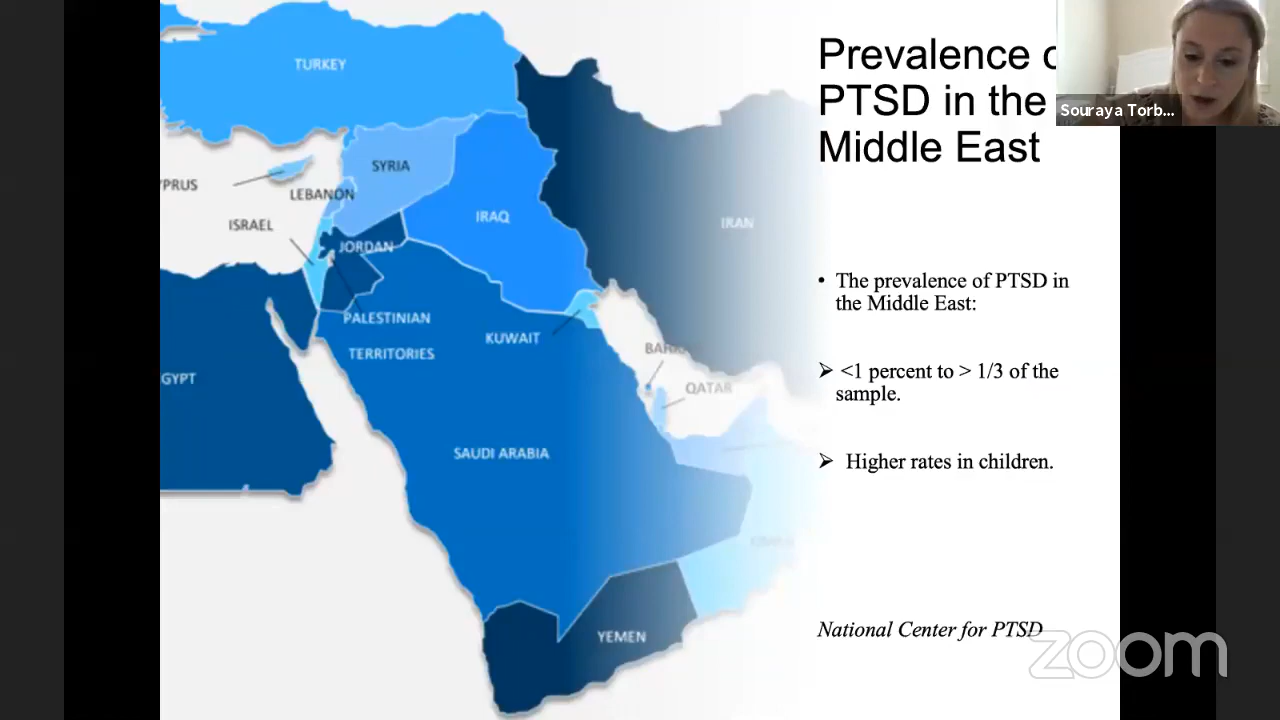 Prevalence
PTSD in the
Middle East
Souraya Torb...
TURKEY
SYRIA
YPRUS
LEBANON
ISRAEL
IRAQ
IRAN
JORDAN
PALESTINIAN
TERRITORIES
KUWAIT
QATAR
GYPT
SAUDI ARABIA
YEMEN
• The prevalence of PTSD in
the Middle East:
➢ <1 percent to > 1/3 of the
sample.
➢ Higher rates in children.
National Center for PTSD
zoom